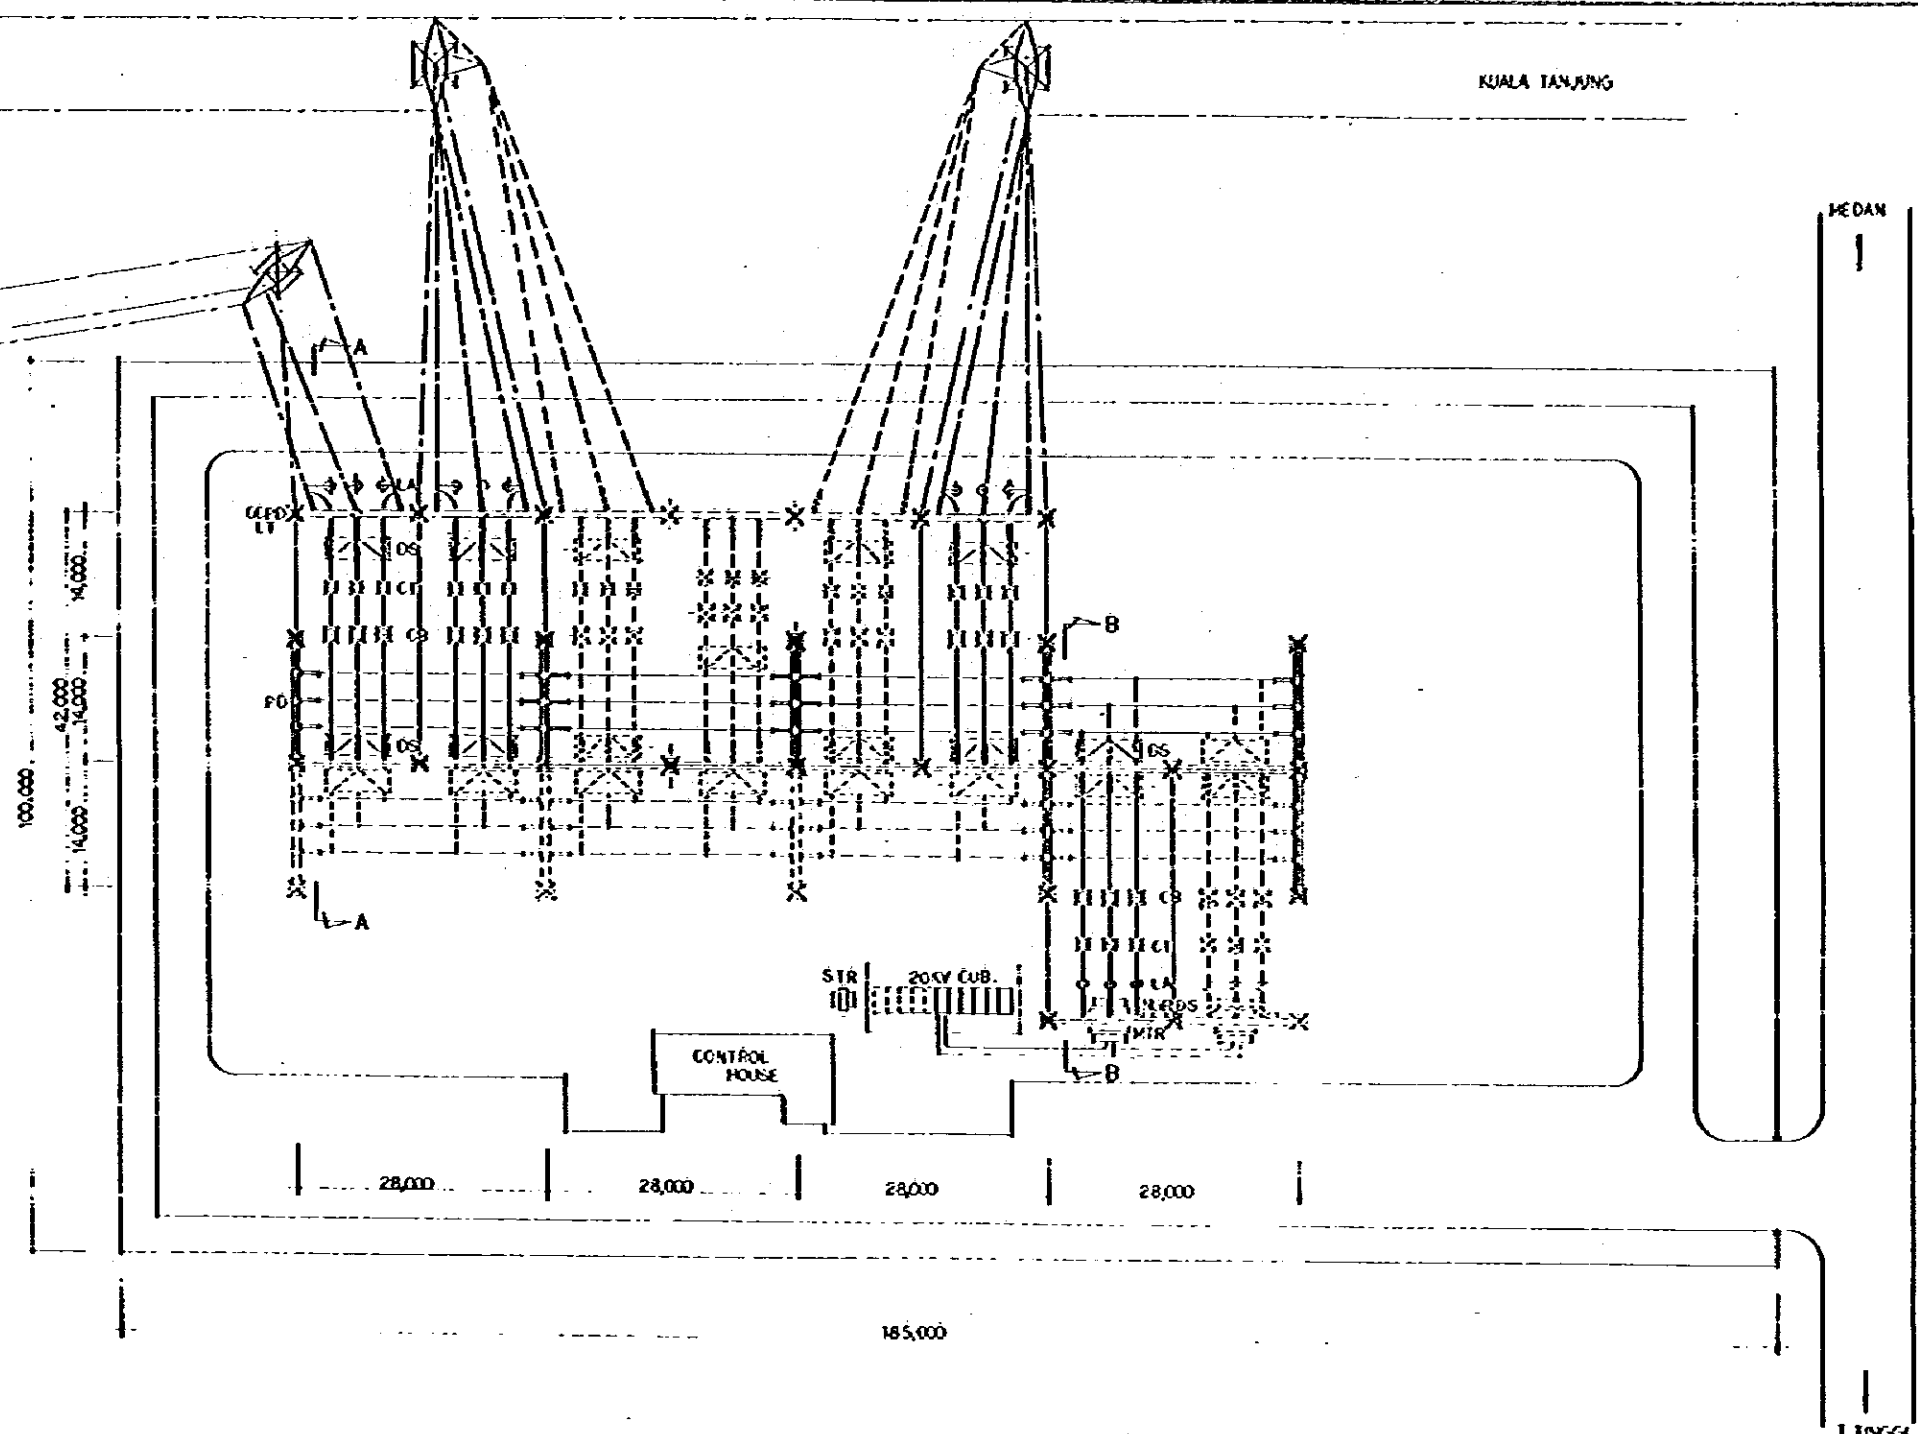 KUALA TANJUNG
MEDAN
A
LA
DS
CT
CB
B
PD
DS
DS
A
CB
CT
LA
STR
20KV CUB.
MTR
CONTROL
HOUSE
B
14,000
42,000
14,000
14,000
100,000
28,000
28,000
28,000
28,000
185,000